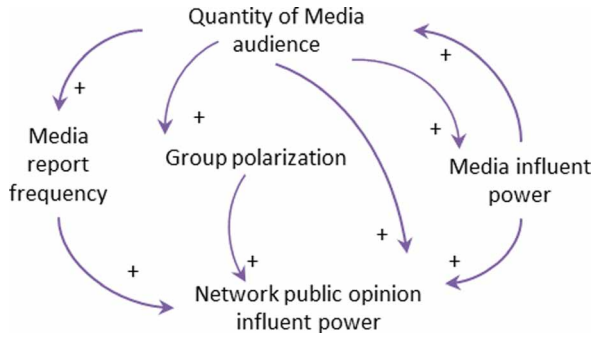 Quantity of Media
audience
+
+
+
+
Media
report
frequency
Group polarization
Media influent
power
+
+
+
+
Network public opinion
influent power